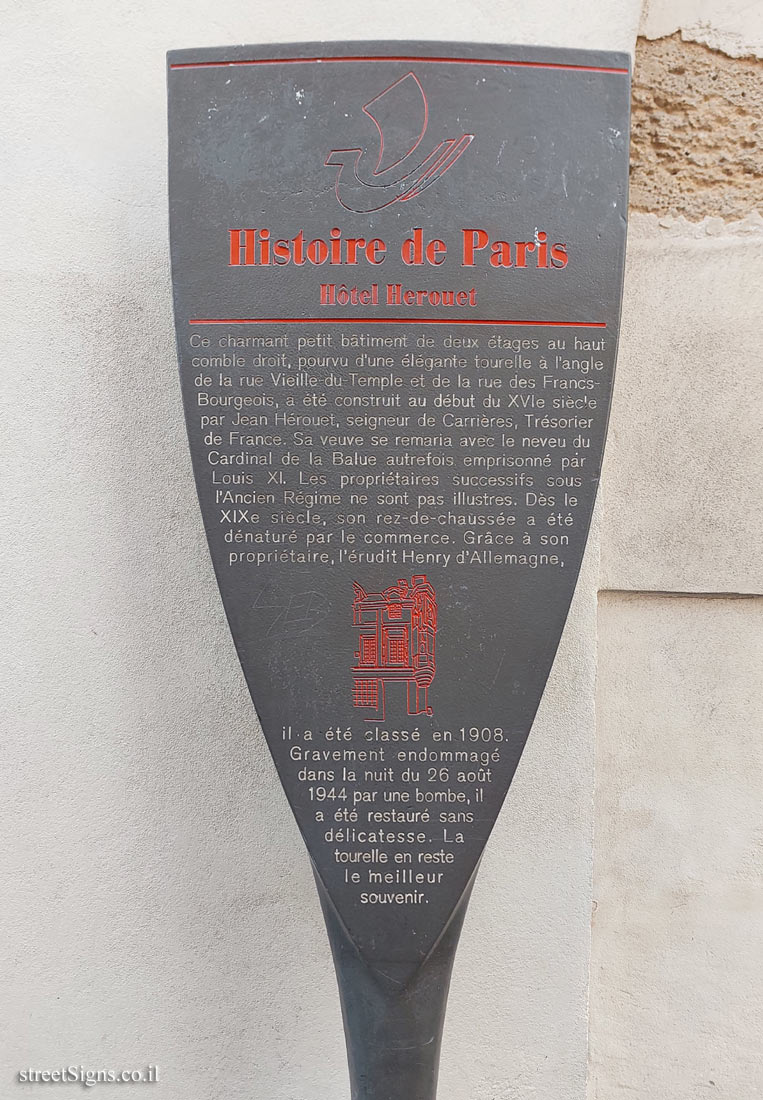 Histoire de Paris
Hôtel Herouet
Ce charmant petit bâtiment de deux étages au haut
comble droit, pourvu d'une élégante tourelle à l'angle
de la rue Vieille-du-Temple et de la rue des Francs-
Bourgeois, a été construit au début du XVIe siècle
par Jean Hérouet, seigneur de Carrières, Trésorier
de France. Sa veuve se remaria avec le neveu du
Cardinal de la Balue autrefois emprisonné par
Louis XI. Les propriétaires successifs sous
l'Ancien Régime ne sont pas illustres. Dès le
XIXe siècle, son rez-de-chaussée a été
dénaturé par le commerce. Grâce à son
propriétaire, l'érudit Henry d'Allemagne,
il a été classé en 1908.
Gravement endommagé
dans la nuit du 26 août
1944 par une bombe, il
a été restauré sans
délicatesse. La
tourelle en reste
le meilleur
souvenir.
streetSigns.co.il